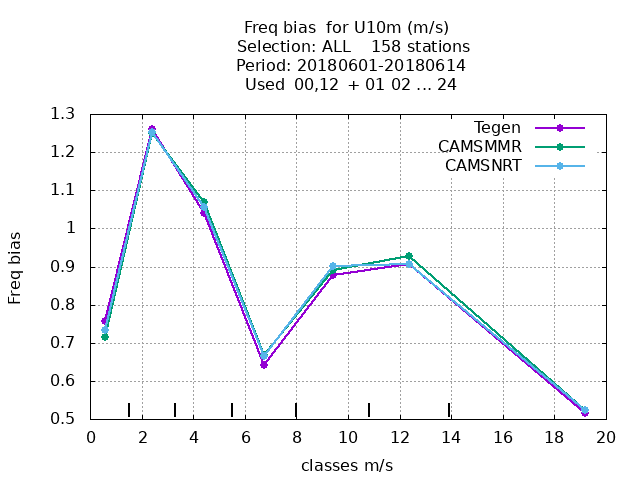 Freq bias  for U10m (m/s)
Selection: ALL    158 stations
Period: 20180601-20180614
Used  00,12  + 01 02 ... 24
Tegen
CAMSMMR
CAMSNRT
1.3
1.2
1.1
1
0.9
0.8
0.7
0.6
0.5
Freq bias
0 2 4 6 8 10 12 14 16 18 20
classes m/s